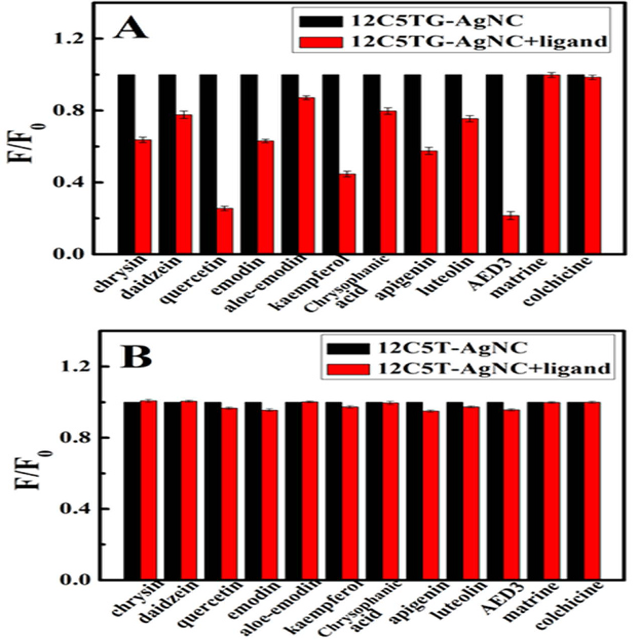 A
12C5TG-AgNC
12C5TG-AgNC+ligand
1.2
0.8
0.4
0.0
F/F0
chrysin
daidzein
quercetin
emodin
aloe-emodin
kaempferol
Chrysophanic
acid
apigenin
luteolin
AED3
matrine
colchicine
B
12C5T-AgNC
12C5T-AgNC+ligand
1.2
0.8
0.4
0.0
F/F0
chrysin
daidzein
quercetin
emodin
aloe-emodin
kaempferol
Chrysophanic
acid
apigenin
luteolin
AED3
matrine
colchicine